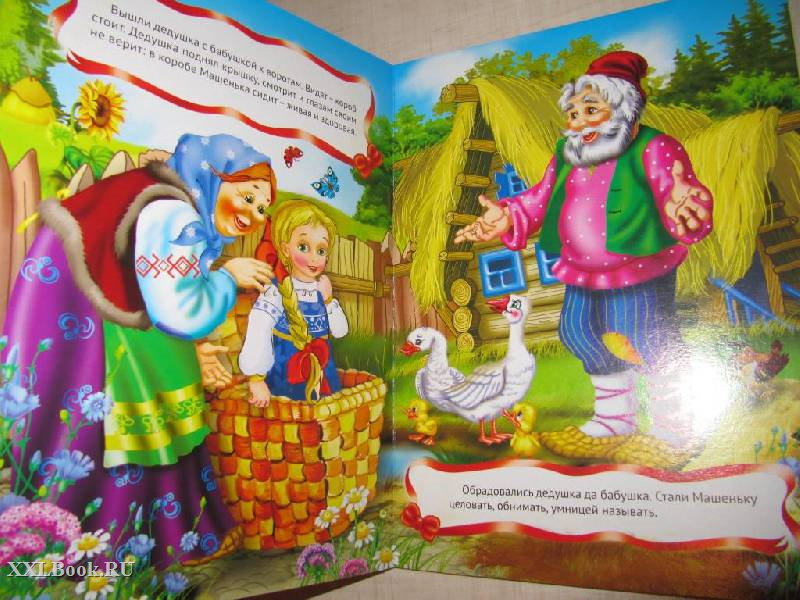 Вышли дедушка с бабушкой к воротам. Видят – короб
стоит. Дедушка поднял крышку, смотрит и глазам своим
не верит: в коробе Машенька сидит – живая и здоровая.
Обрадовались дедушка да бабушка. Стали Машеньку
целовать, обнимать, умницей называть.
XXLBook.RU